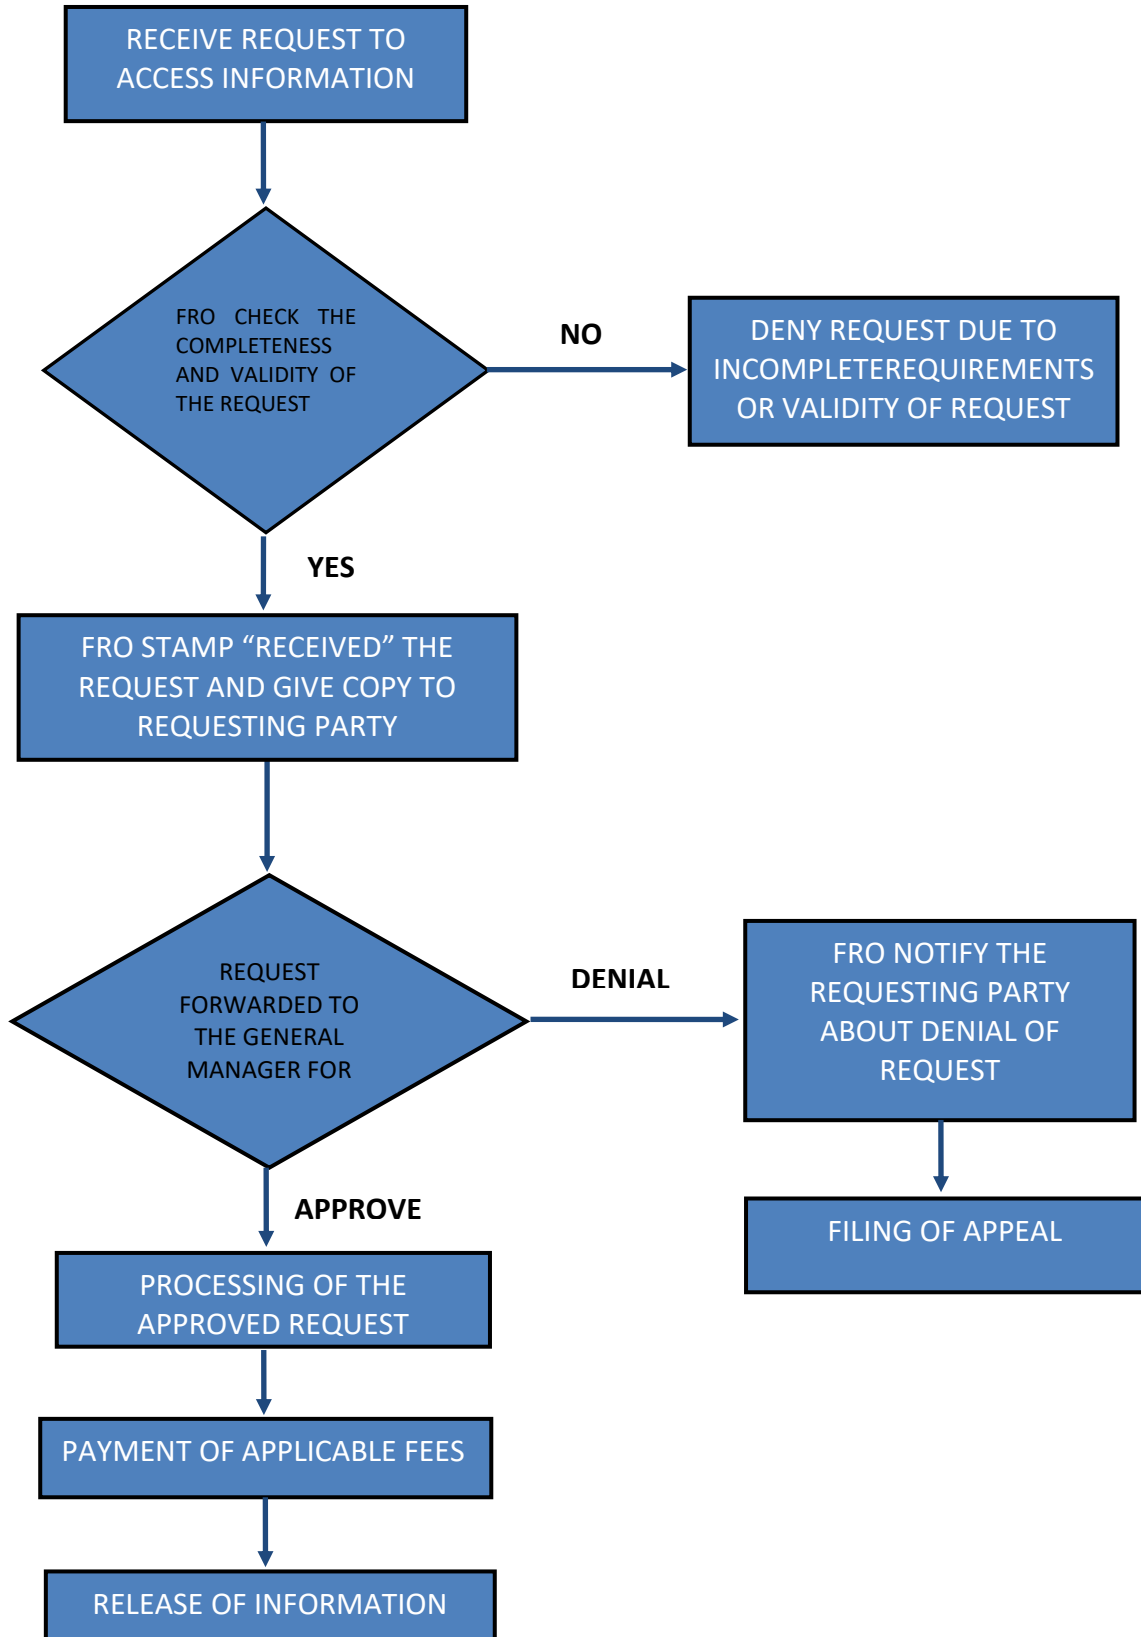 RECEIVE REQUEST TO
ACCESS INFORMATION
FRO CHECK THE
COMPLETENESS
AND VALIDITY OF
THE REQUEST
NO
DENY REQUEST DUE TO
INCOMPLETEREQUIREMENTS
OR VALIDITY OF REQUEST
YES
FRO STAMP “RECEIVED” THE
REQUEST AND GIVE COPY TO
REQUESTING PARTY
REQUEST
FORWARDED TO
THE GENERAL
MANAGER FOR
DENIAL
FRO NOTIFY THE
REQUESTING PARTY
ABOUT DENIAL OF
REQUEST
FILING OF APPEAL
APPROVE
PROCESSING OF THE
APPROVED REQUEST
PAYMENT OF APPLICABLE FEES
RELEASE OF INFORMATION